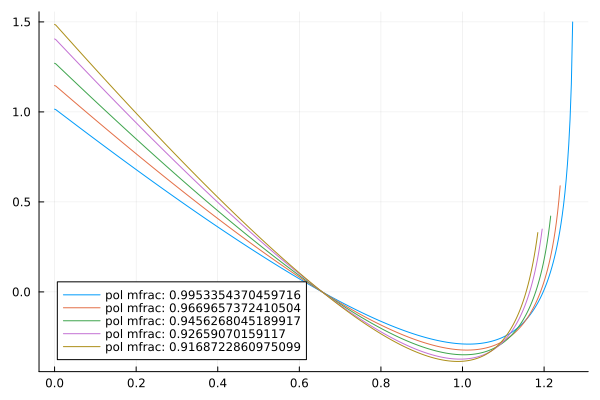 1.5
1.0
0.5
0.0
pol mfrac: 0.9953354370459716
pol mfrac: 0.9669657372410504
pol mfrac: 0.9456268045189917
pol mfrac: 0.92659070159117
pol mfrac: 0.9168722860975099
0.0 0.2 0.4 0.6 0.8 1.0 1.2